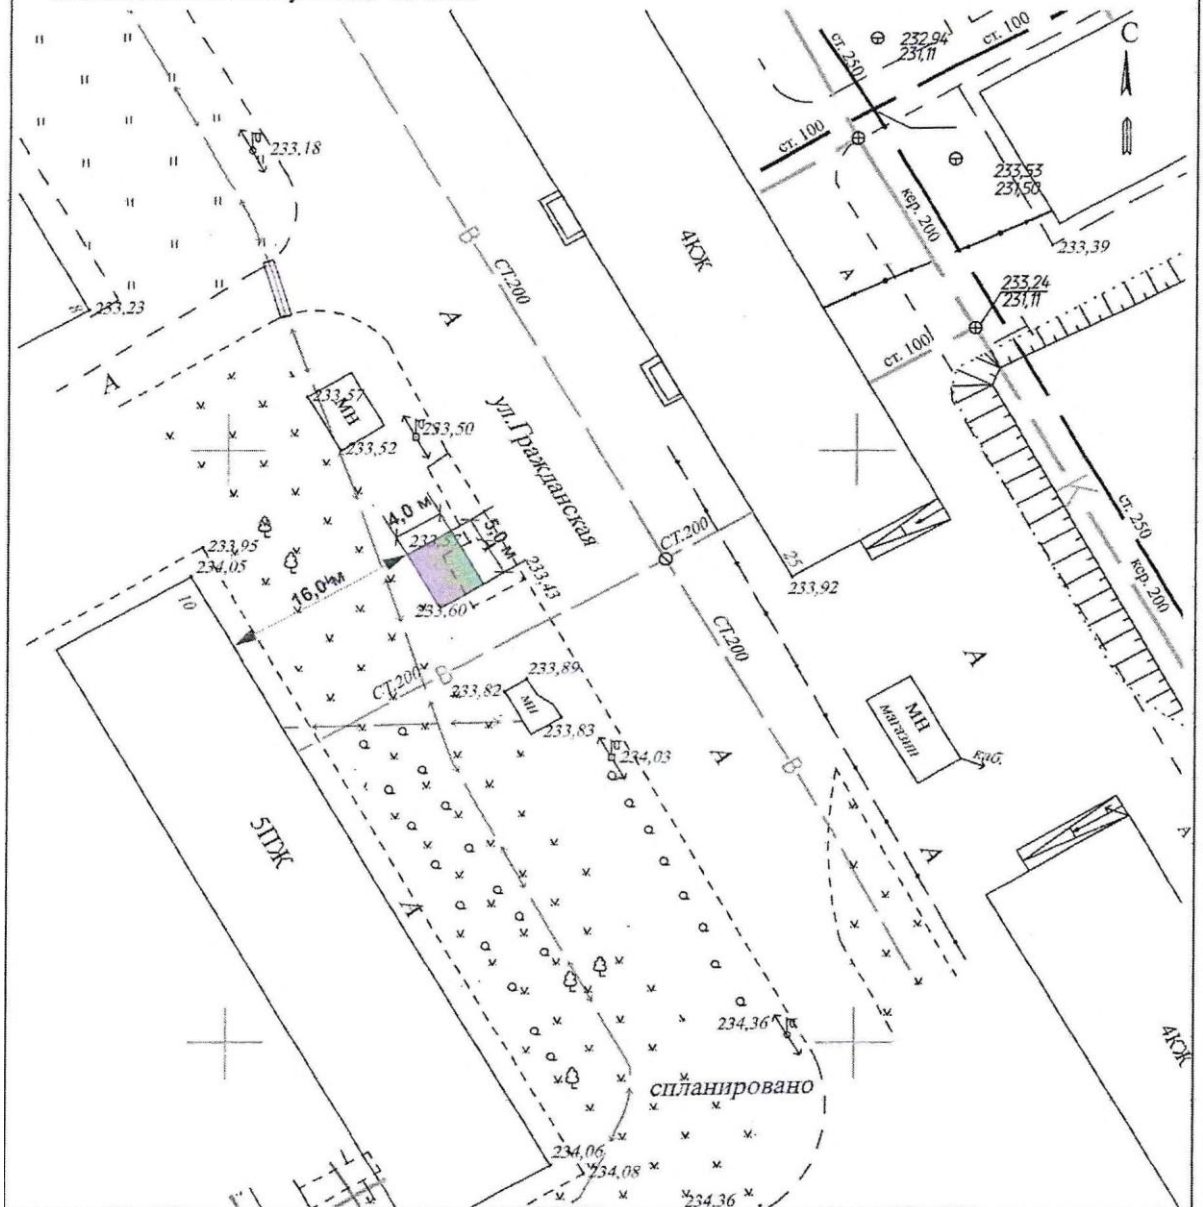 232,94
231,11
ст. 100
С
ст. 250
ст. 100
233,18
233,53
231,50
кер. 200
233,39
4КЖ
В
СТ.200
А
А
233,24
231,11
ст. 100
233,23
А
233,57
МН
233,50
233,52
ул.Гражданская
4,0 м
5,0 м
СТ.200
К
ст. 250
кер. 200
233,95
234,05
16,0 м
233,43
25
233,92
10
233,60
СТ.200
А
СТ.200
В
233,82
233,89
мн
233,83
МН
магазин
каб.
234,03
А
В
5ПЖ
А
А
А
234,36
4КЖ
спланировано
234,06
234,08
234,36